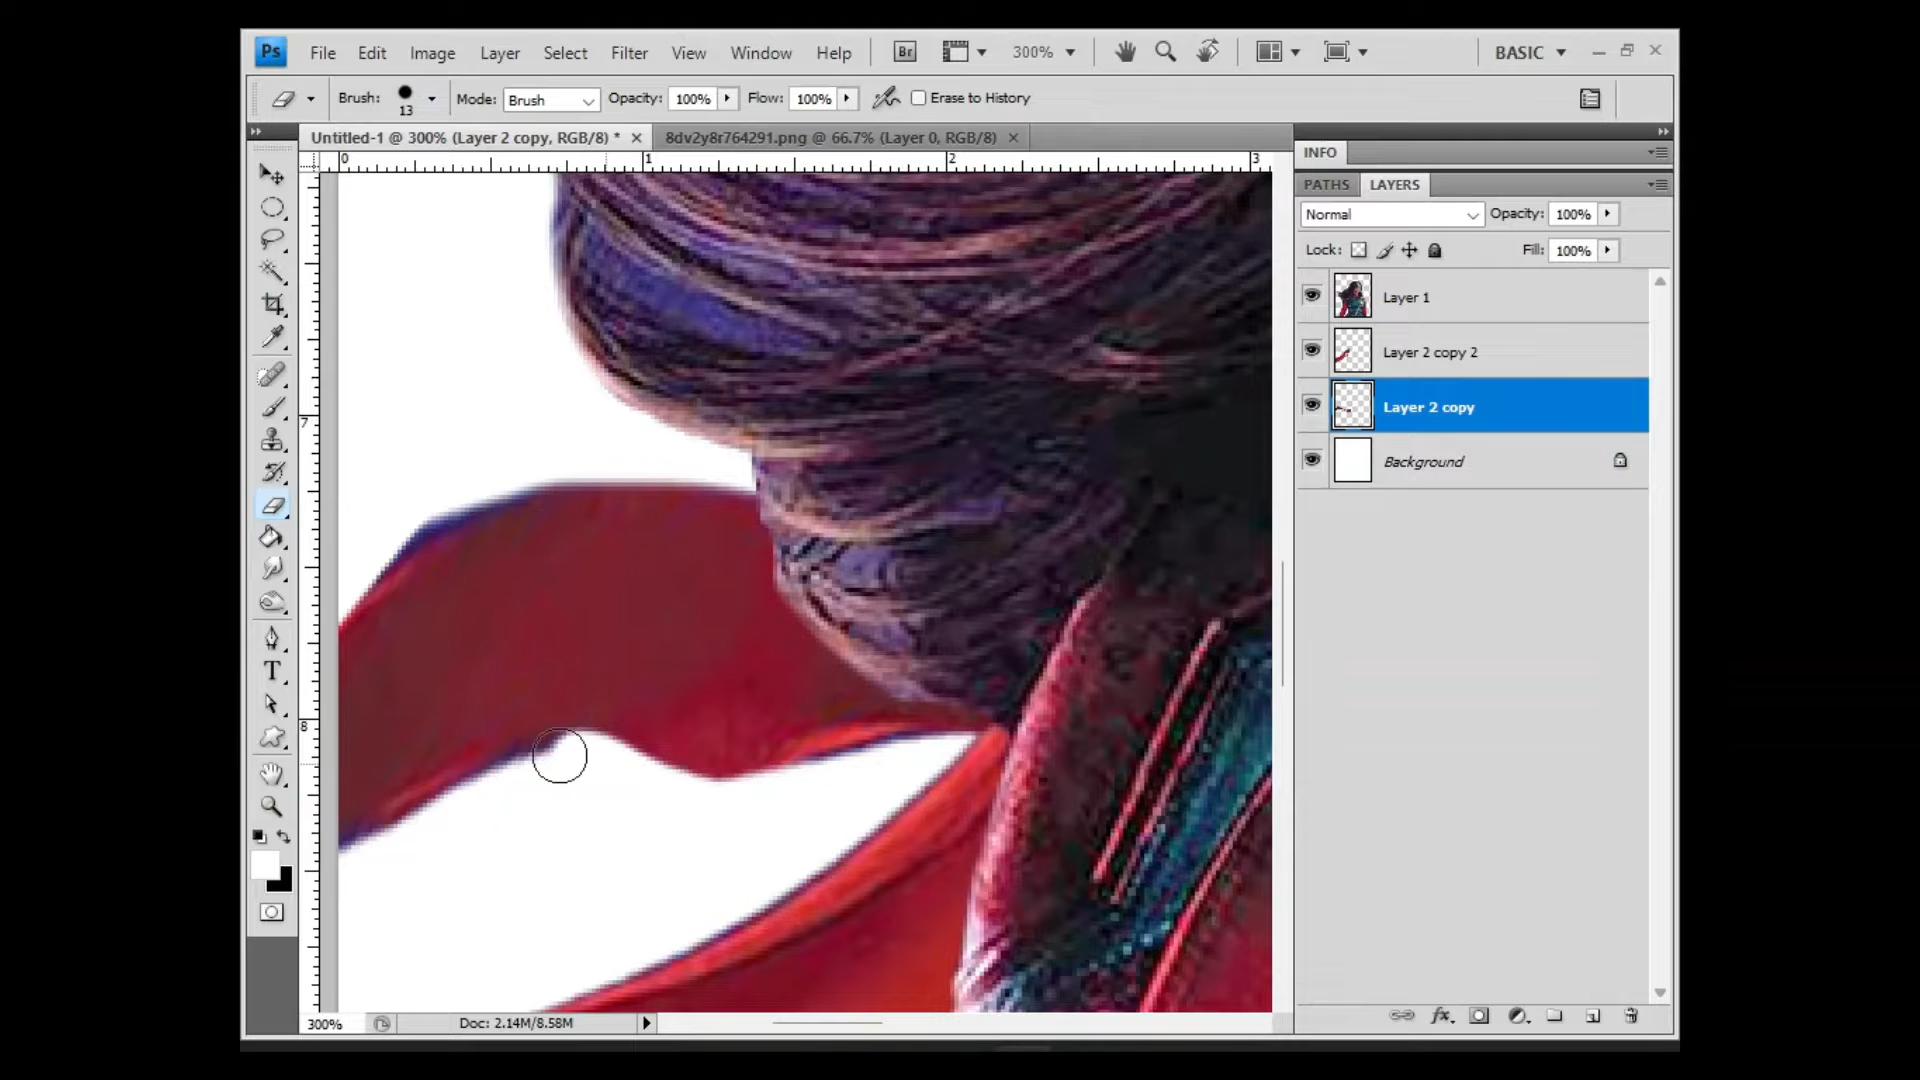 Ps File Edit Image Layer Select Filter View Window Help Br 300% BASIC
Brush: 13 Mode: Brush Opacity: 100% Flow: 100% Erase to History
Untitled-1 @ 300% (Layer 2 copy, RGB/8) * 8dv2y8r764291.png @ 66.7% (Layer 0, RGB/8)
0 1 2 3
INFO
PATHS LAYERS
Normal Opacity: 100%
Lock: Fill: 100%
Layer 1
Layer 2 copy 2
Layer 2 copy
Background
7
8
T
300% Doc: 2.14M/8.58M
fx.